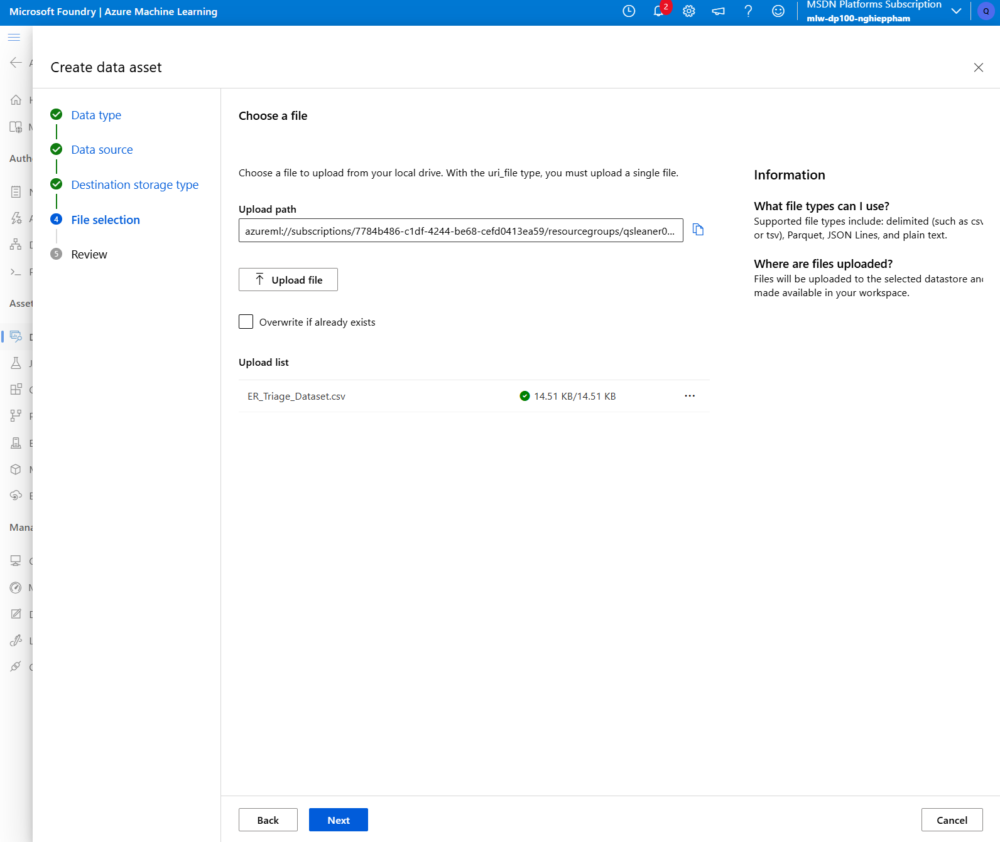 Microsoft Foundry | Azure Machine Learning
2
MSDN Platforms Subscription
mlw-dp100-nghieppham
Q
Create data asset
Data type
Data source
Destination storage type
4 File selection
5 Review
Auth
Asset
Mana
Choose a file
Choose a file to upload from your local drive. With the uri_file type, you must upload a single file.
Upload path
azureml://subscriptions/7784b486-c1df-4244-be68-cefd0413ea59/resourcegroups/qsleaner0...
Upload file
Overwrite if already exists
Upload list
ER_Triage_Dataset.csv 14.51 KB/14.51 KB ...
Information
What file types can I use?
Supported file types include: delimited (such as csv
or tsv), Parquet, JSON Lines, and plain text.
Where are files uploaded?
Files will be uploaded to the selected datastore and
made available in your workspace.
Back
Next
Cancel